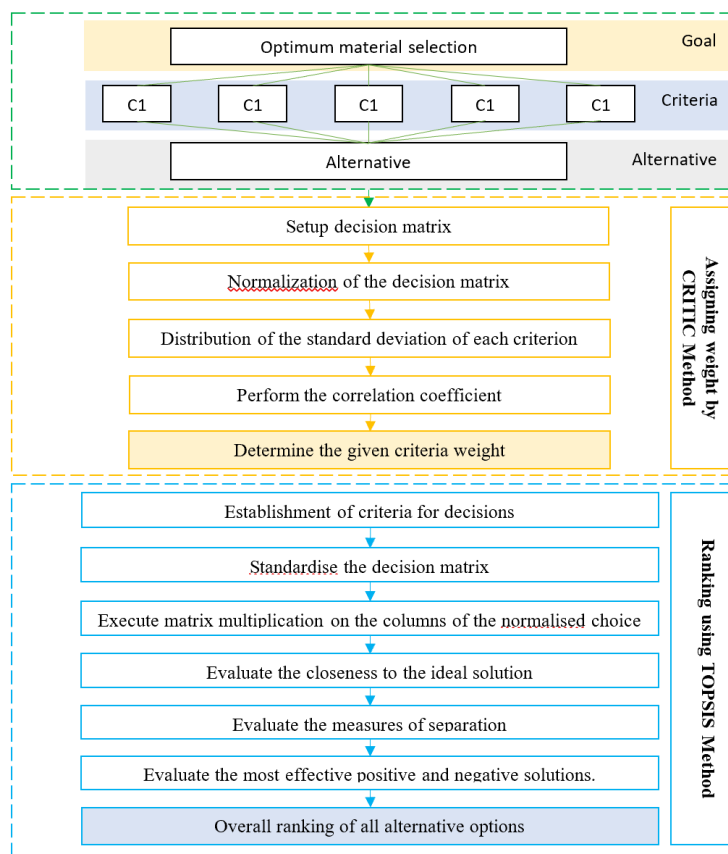 Optimum material selection
Goal
C1
C1
C1
C1
C1
Criteria
Alternative
Alternative
Setup decision matrix
Normalization of the decision matrix
Distribution of the standard deviation of each criterion
Perform the correlation coefficient
Determine the given criteria weight
Assigning weight by
CRITIC Method
Establishment of criteria for decisions
Standardise the decision matrix
Execute matrix multiplication on the columns of the normalised choice
Evaluate the closeness to the ideal solution
Evaluate the measures of separation
Evaluate the most effective positive and negative solutions.
Overall ranking of all alternative options
Ranking using TOPSIS Method